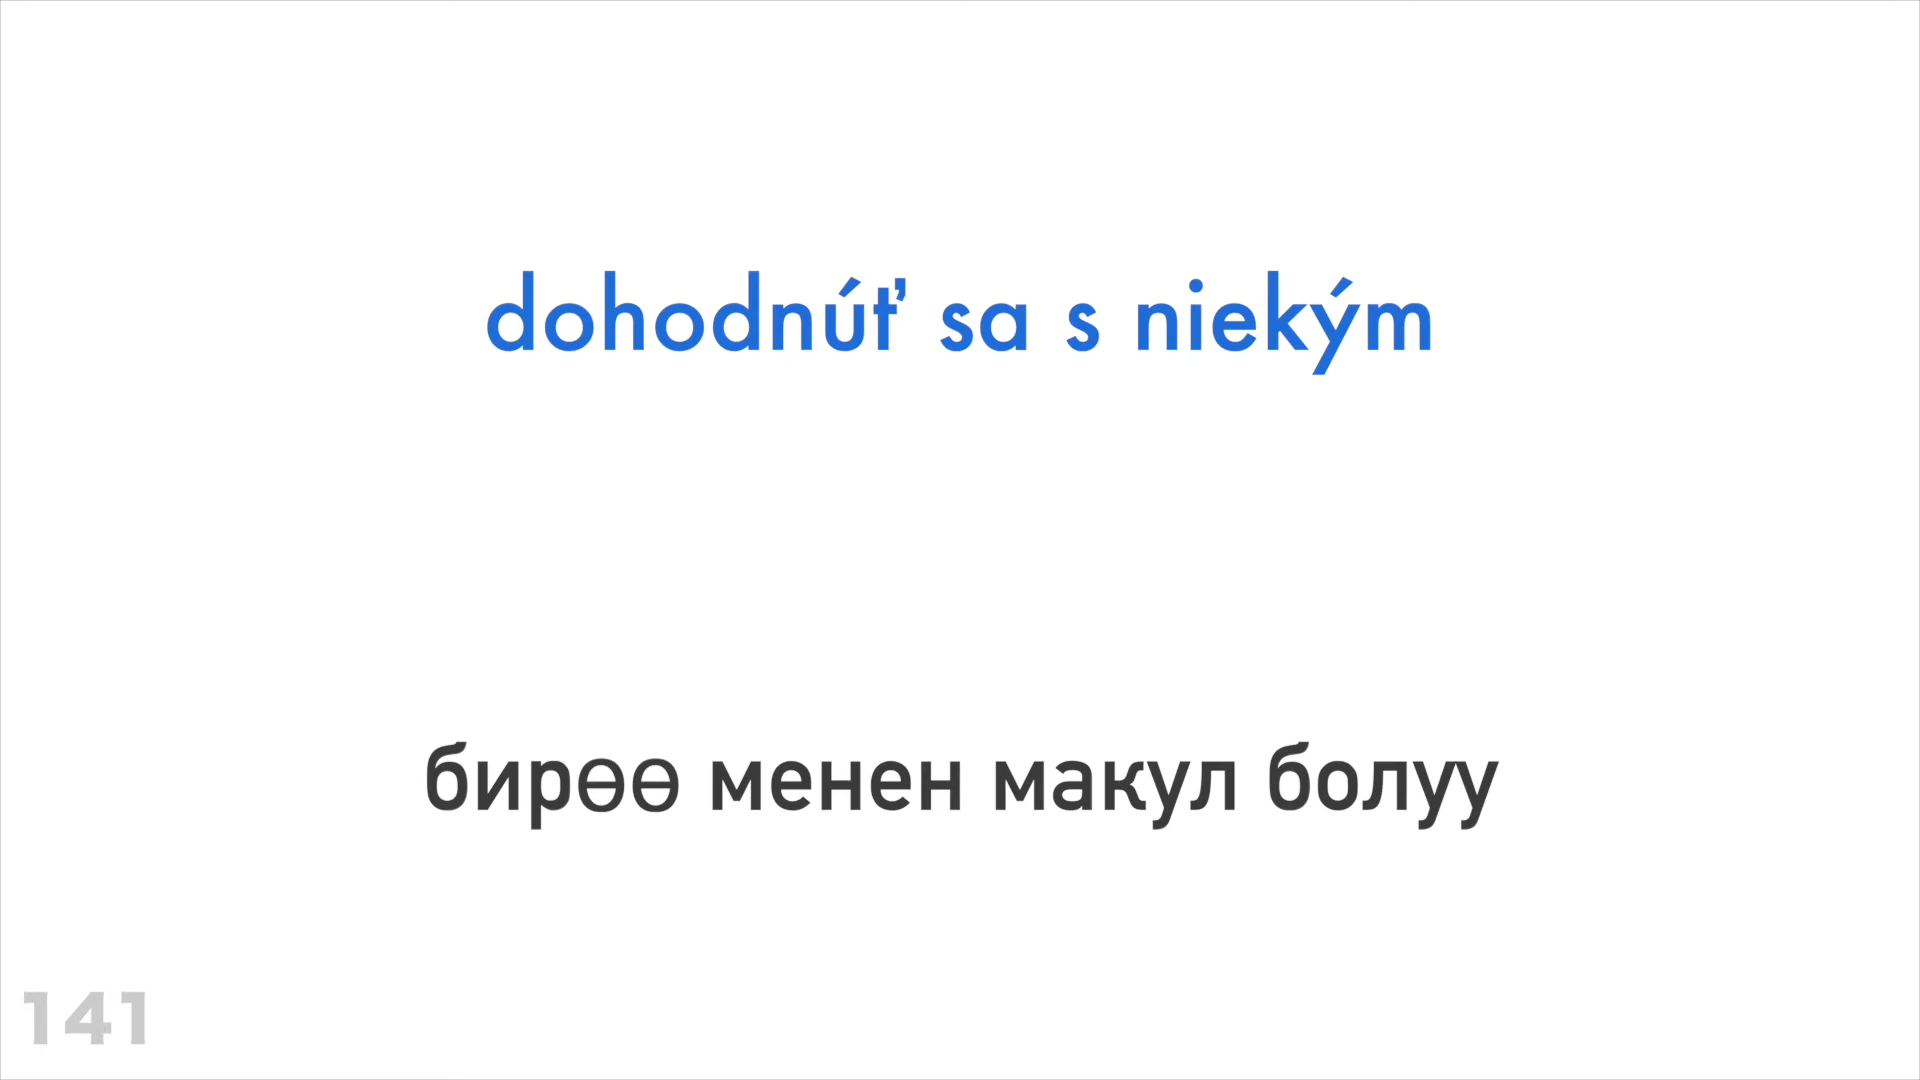 dohodnúť sa s niekým
бирөө менен макул болуу
141